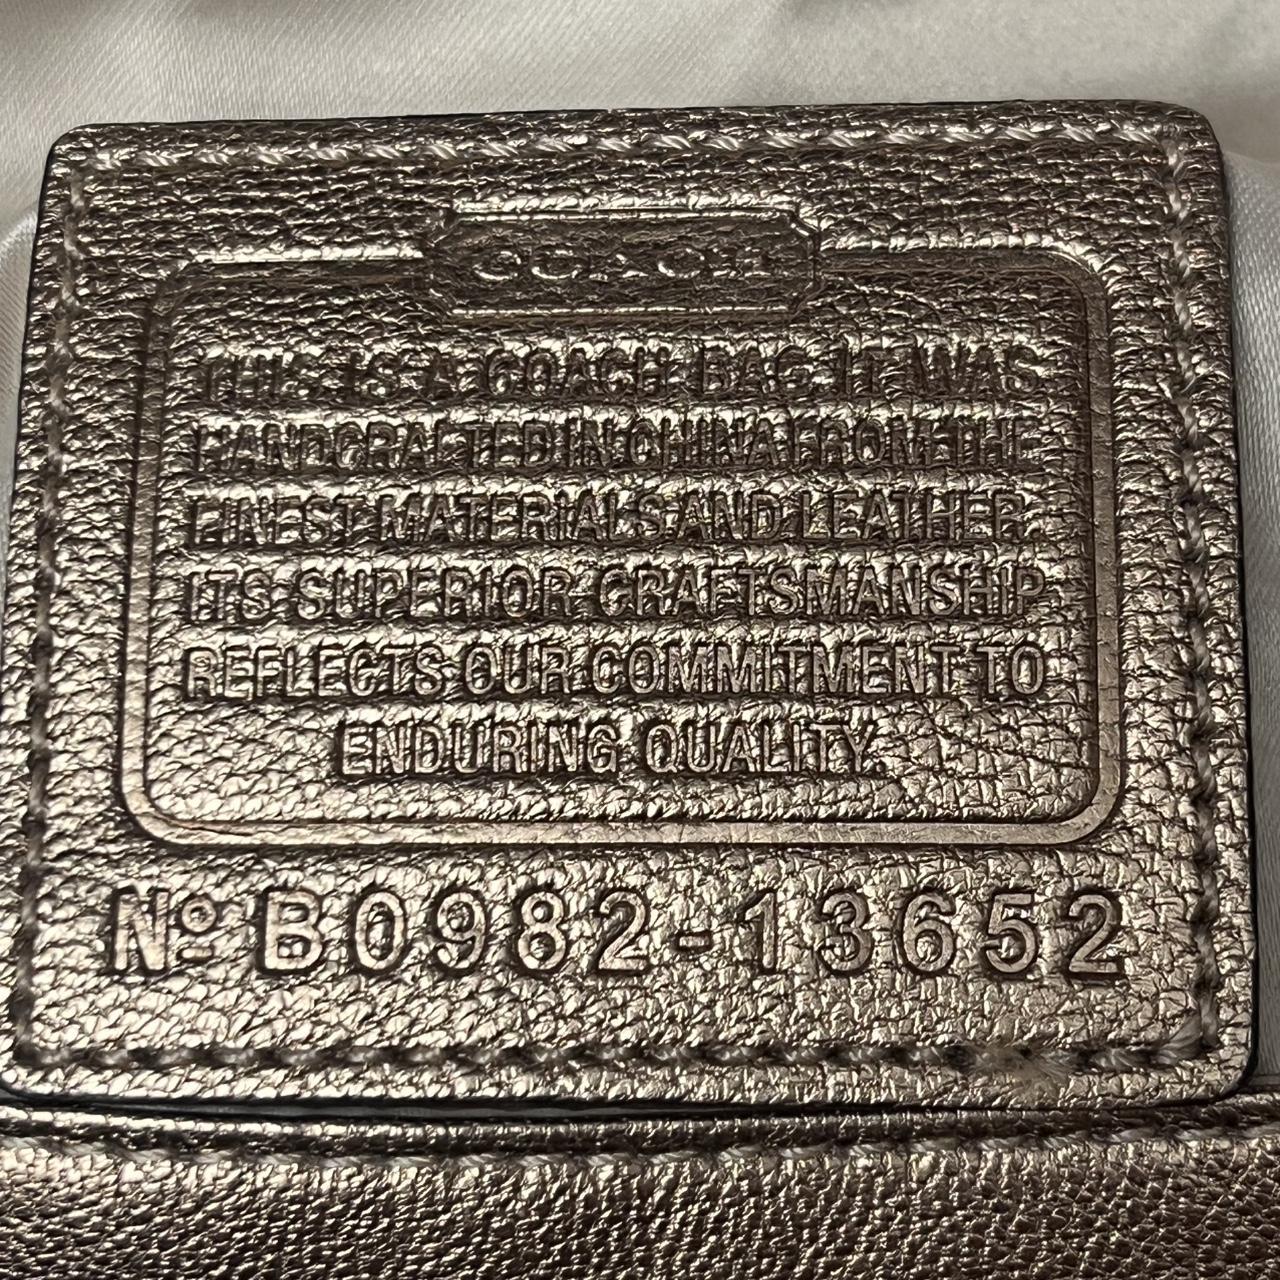 COACH
THIS IS A COACH BAG. IT WAS
HANDCRAFTED IN CHINA FROM THE
FINEST MATERIALS AND LEATHER.
ITS SUPERIOR CRAFTSMANSHIP
REFLECTS OUR COMMITMENT TO
ENDURING QUALITY.
Nº B0982-13652